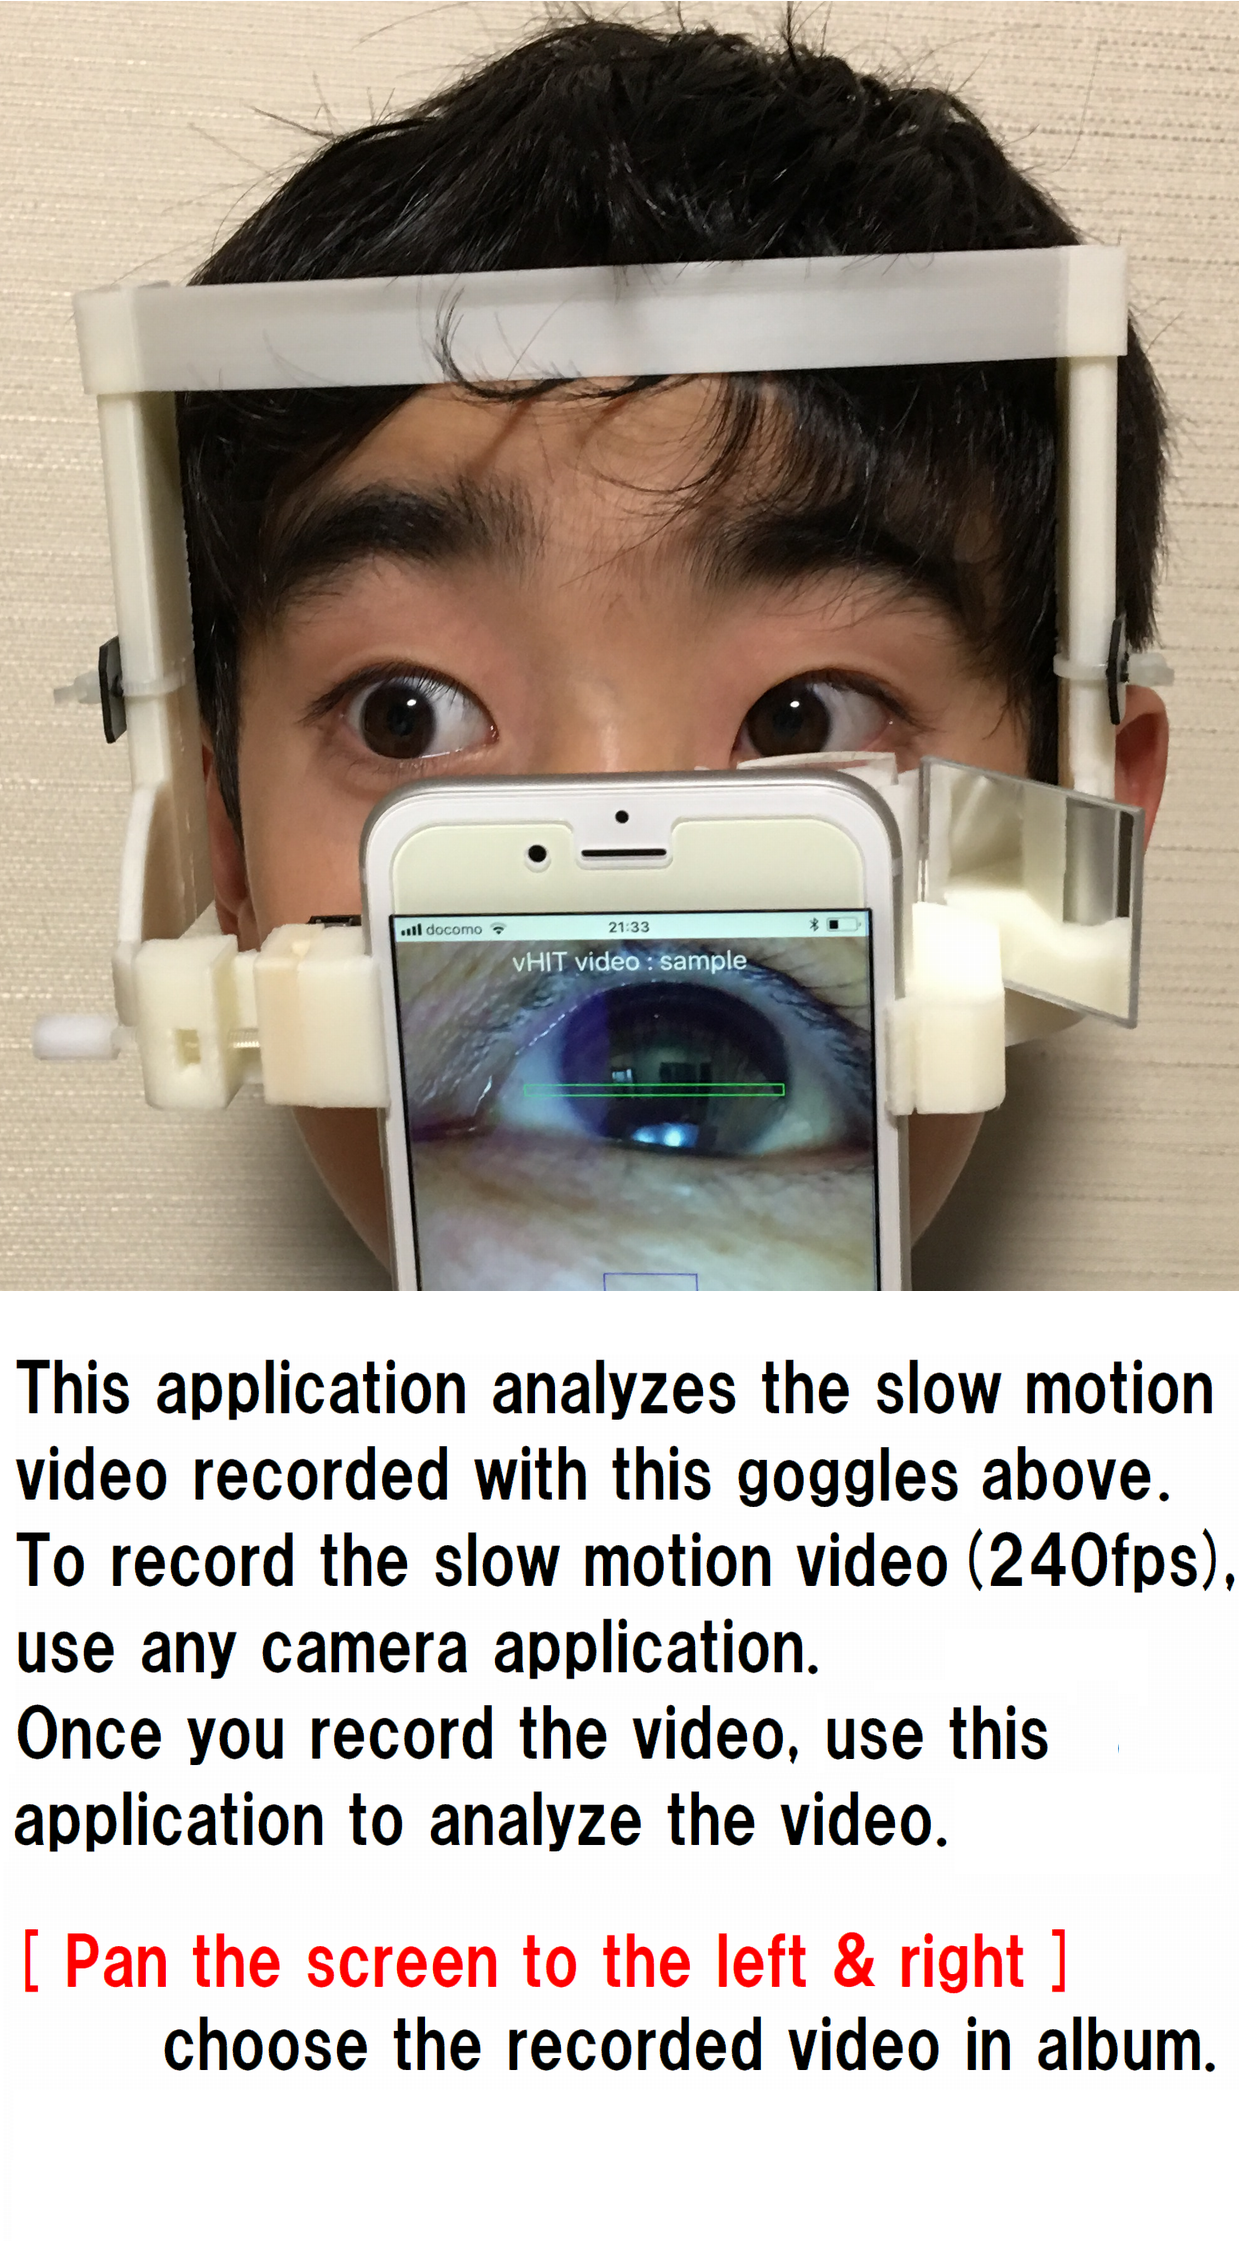 docomo 21:33
vHIT video : sample
This application analyzes the slow motion
video recorded with this goggles above.
To record the slow motion video (240fps),
use any camera application.
Once you record the video, use this
application to analyze the video.
[ Pan the screen to the left & right ]
choose the recorded video in album.